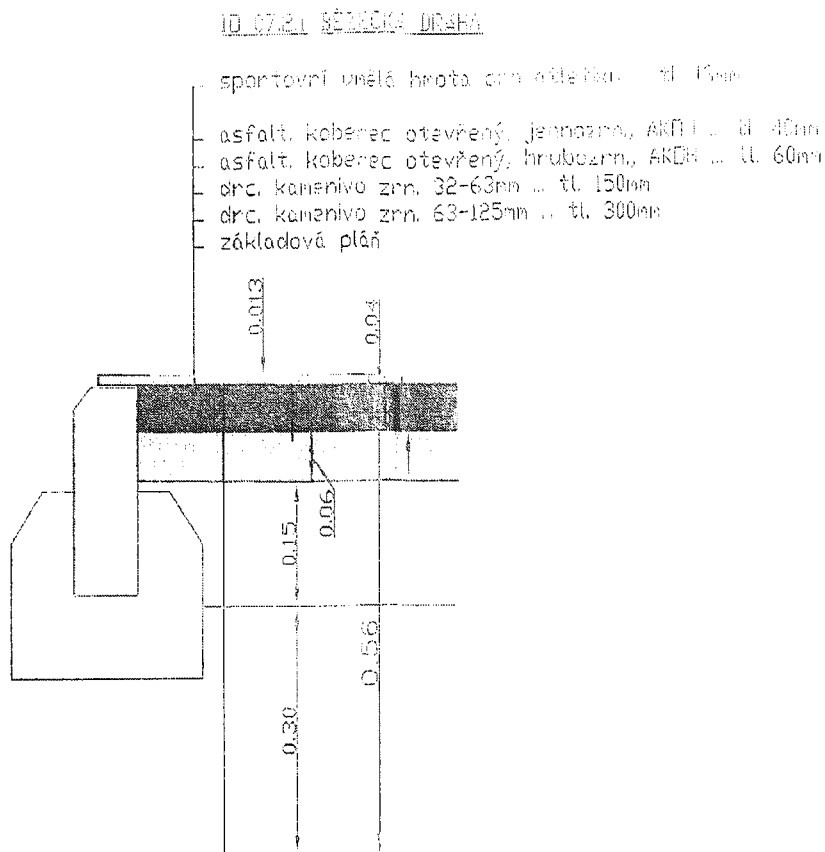 BĚŽECKÁ DRÁHA
sportovní umělá hmota pro tl. 13mm
asfalt. koberec otevřený, jemnozrn., tl. 40mm
asfalt. koberec otevřený, hrubozrn., AKOH .. tl. 60mm
drc. kamenivo zrn. 32-63mm .. tl. 150mm
drc. kamenivo zrn. 63-125mm .. tl. 300mm
základová pláň
0.013
0.04
0.06
0.15
0.56
0.30